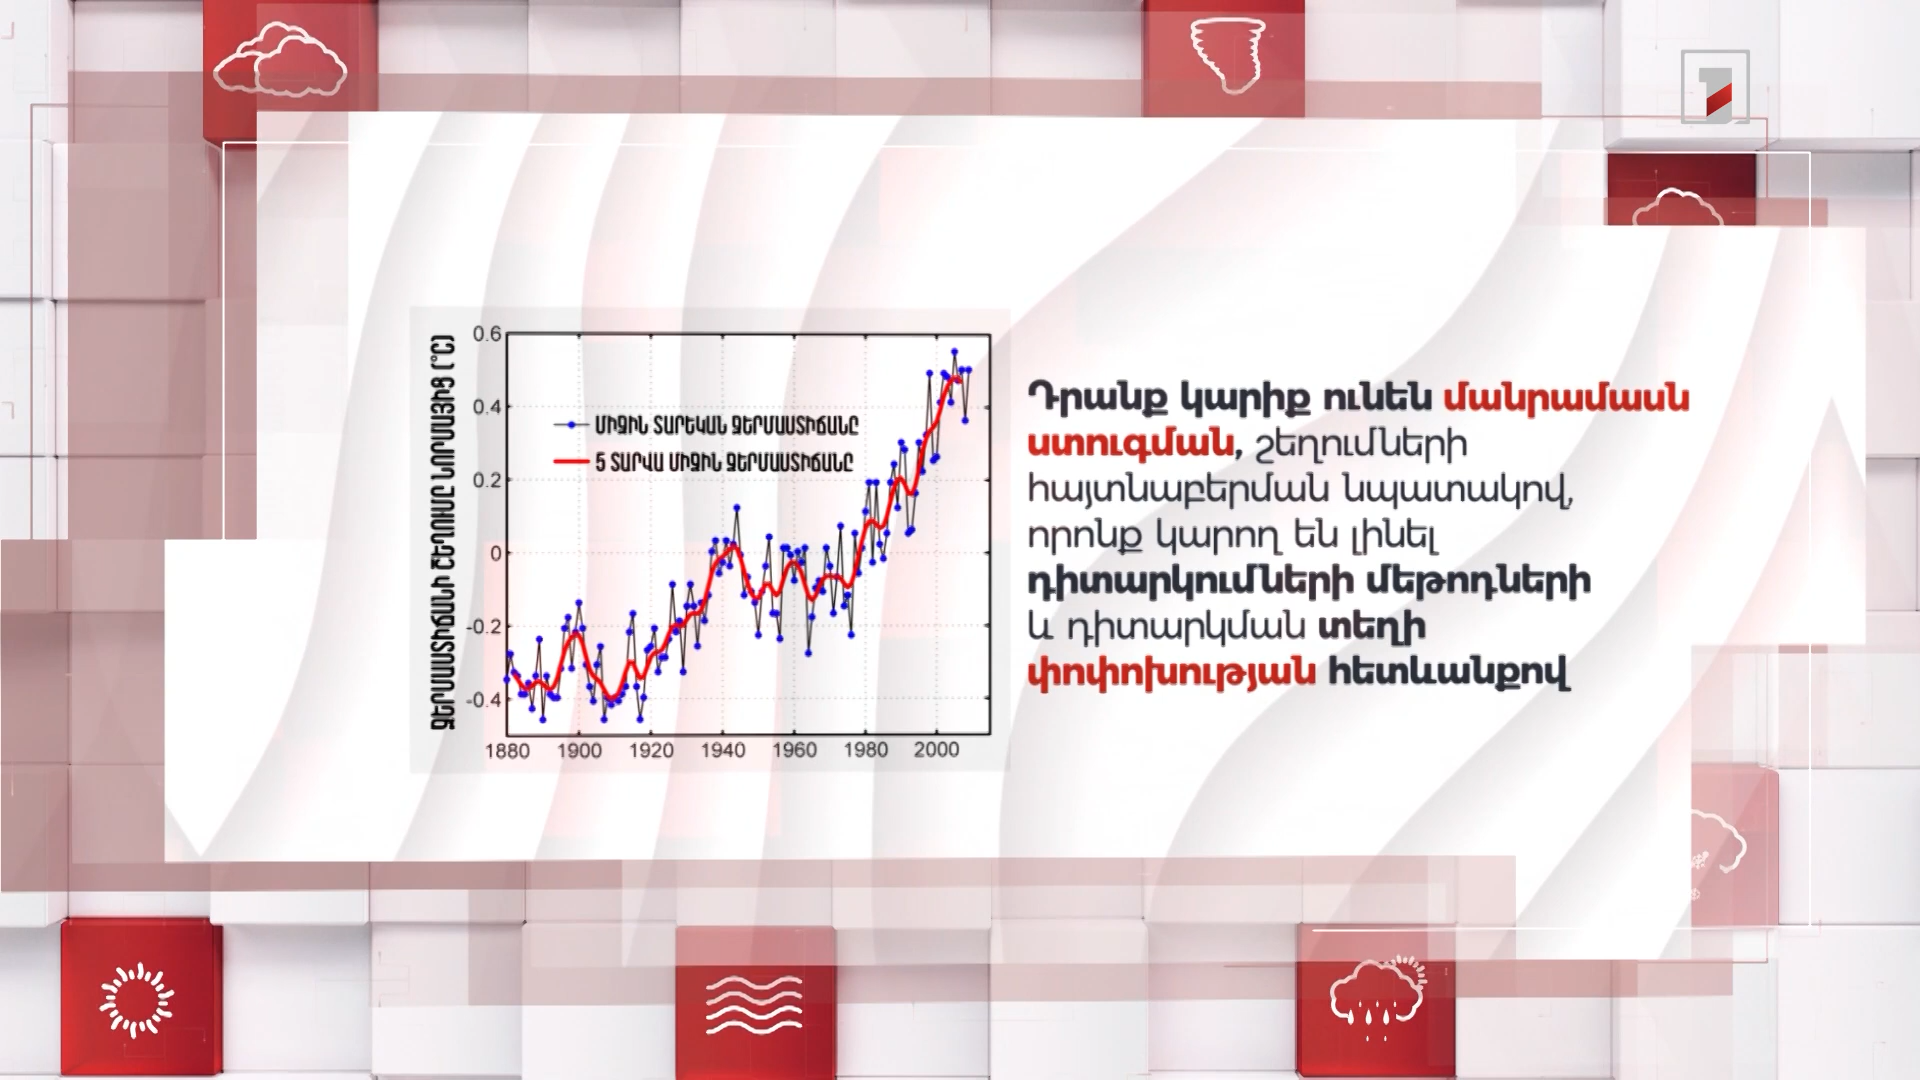 ՋԵՐՄԱՍՏԻՃԱՆԻ ՇԵՂՈՒՄԸ ՆՈՐՄԱՅԻՑ (°C)
0.6
0.4
0.2
0
-0.2
-0.4
ՄԻՋԻՆ ՏԱՐԵԿԱՆ ՋԵՐՄԱՍՏԻՃԱՆԸ
5 ՏԱՐՎԱ ՄԻՋԻՆ ՋԵՐՄԱՍՏԻՃԱՆԸ
1880 1900 1920 1940 1960 1980 2000
Դրանք կարիք ունեն մանրամասն
ստուգման, շեղումների
հայտնաբերման նպատակով,
որոնք կարող են լինել
դիտարկումների մեթոդների
և դիտարկման տեղի
փոփոխության հետևանքով
1